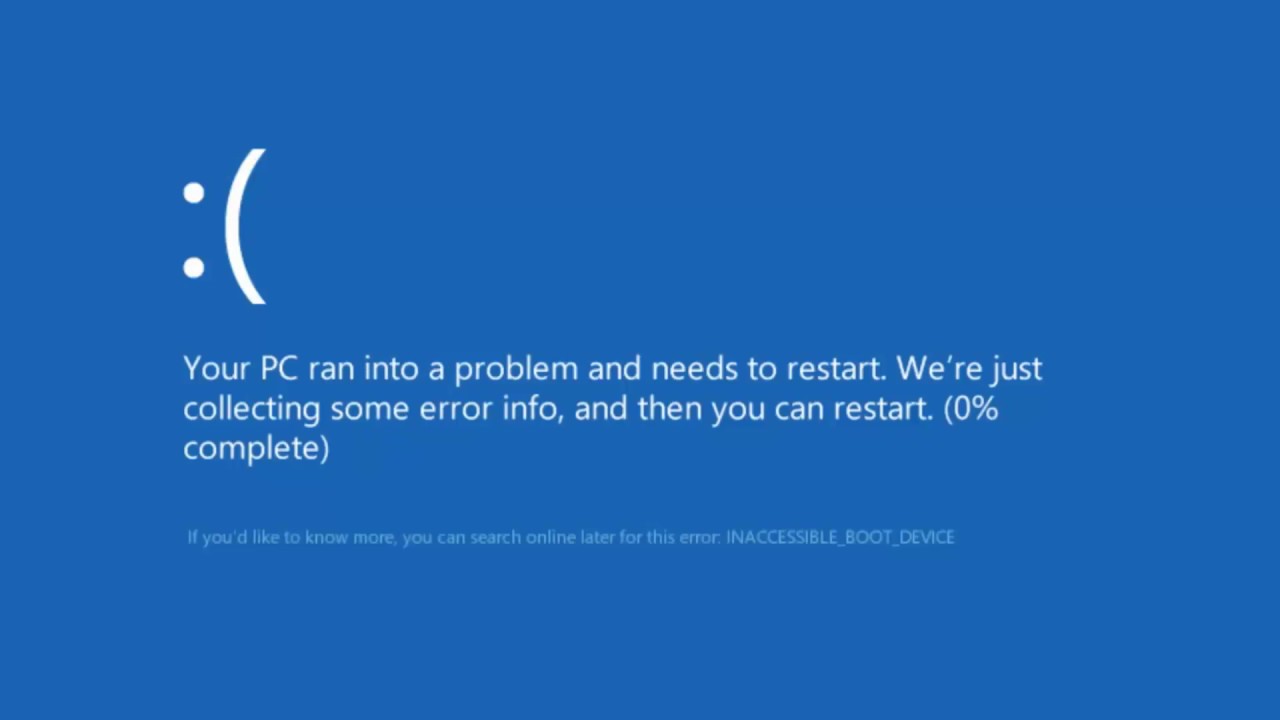 :(
Your PC ran into a problem and needs to restart. We’re just
collecting some error info, and then you can restart. (0%
complete)
If you'd like to know more, you can search online later for this error: INACCESSIBLE_BOOT_DEVICE